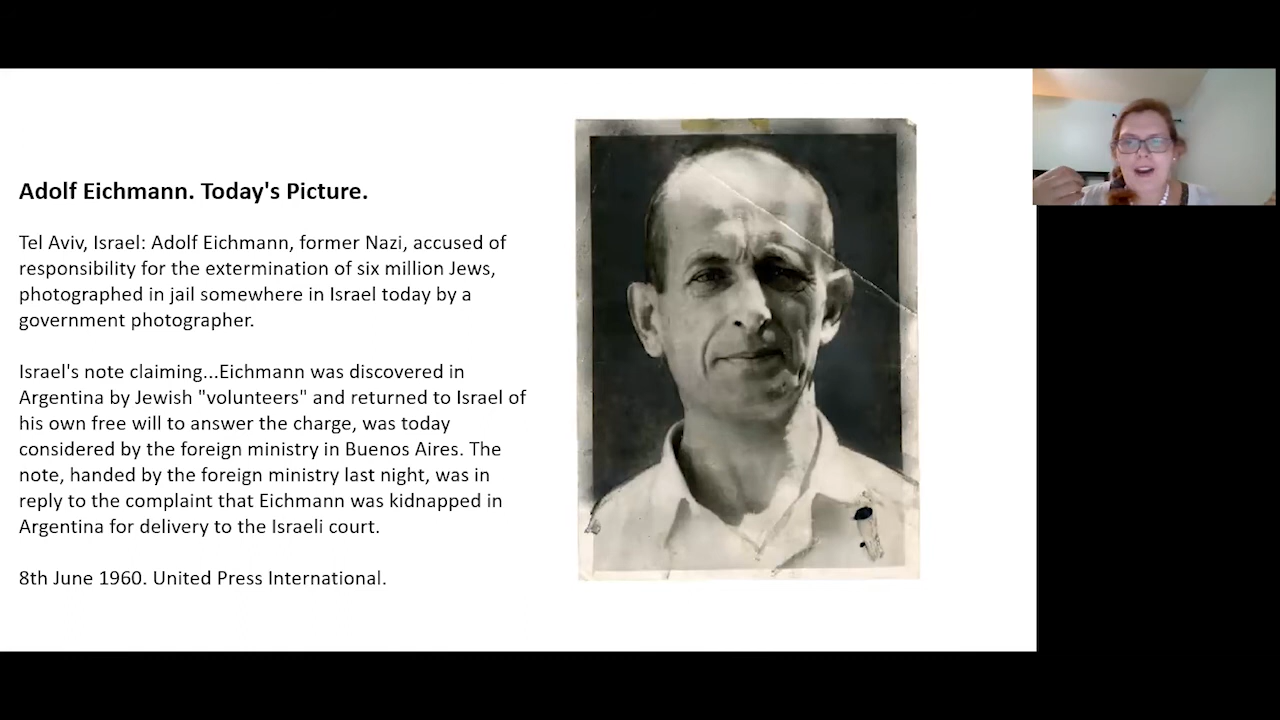 Adolf Eichmann. Today's Picture.
Tel Aviv, Israel: Adolf Eichmann, former Nazi, accused of
responsibility for the extermination of six million Jews,
photographed in jail somewhere in Israel today by a
government photographer.
Israel's note claiming...Eichmann was discovered in
Argentina by Jewish "volunteers" and returned to Israel of
his own free will to answer the charge, was today
considered by the foreign ministry in Buenos Aires. The
note, handed by the foreign ministry last night, was in
reply to the complaint that Eichmann was kidnapped in
Argentina for delivery to the Israeli court.
8th June 1960. United Press International.